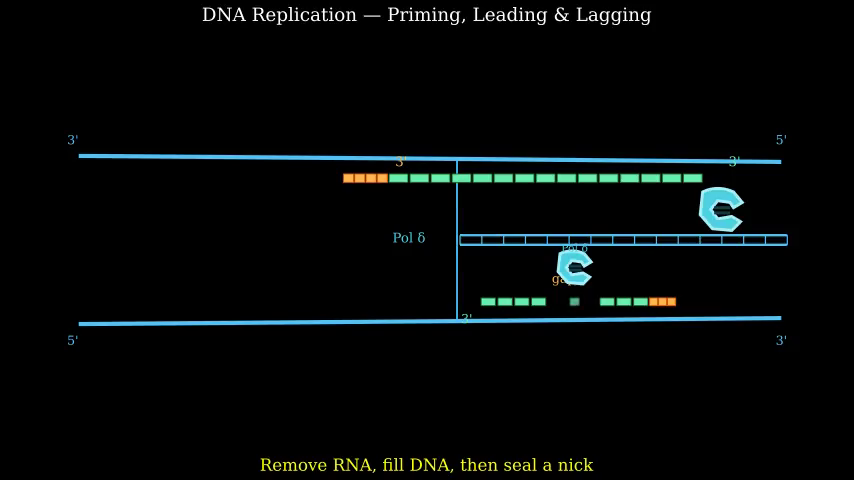 DNA Replication — Priming, Leading & Lagging
3'
5'
3'
3'
Pol δ
Pol δ
3'
5'
3'
Remove RNA, fill DNA, then seal a nick